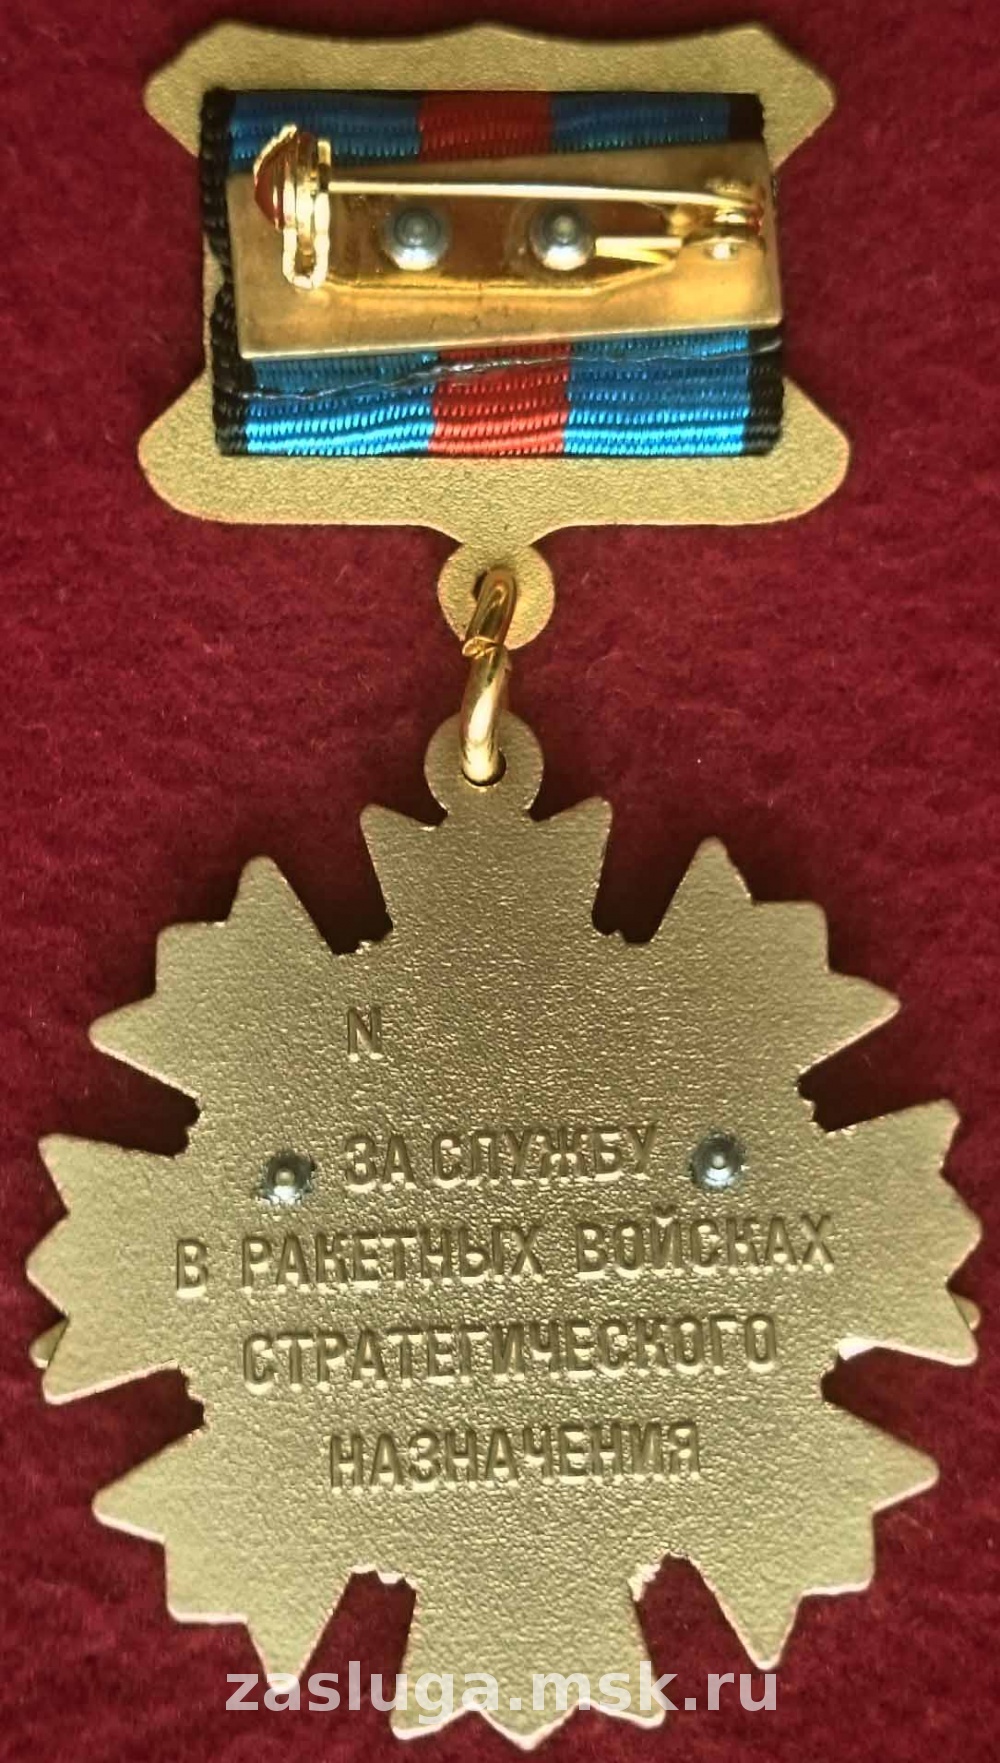 N
ЗА СЛУЖБУ
В РАКЕТНЫХ ВОЙСКАХ
СТРАТЕГИЧЕСКОГО
НАЗНАЧЕНИЯ
zasluga.msk.ru